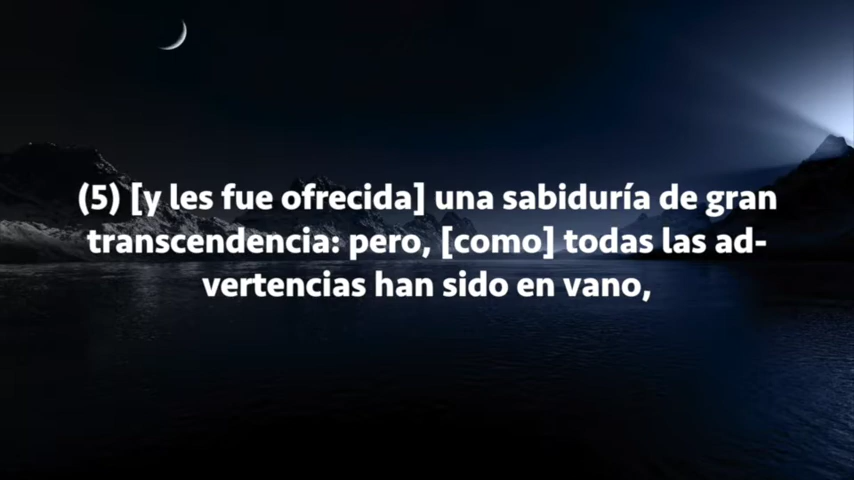 (5) [y les fue ofrecida] una sabiduría de gran
transcendencia: pero, [como] todas las ad-
vertencias han sido en vano,